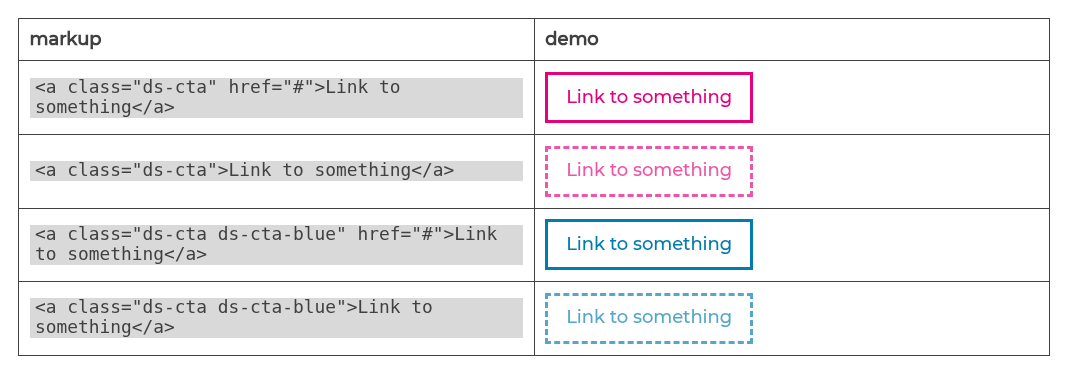 markup demo
<a class="ds-cta" href="#">Link to
something</a>
Link to something
<a class="ds-cta">Link to something</a>
Link to something
<a class="ds-cta ds-cta-blue" href="#">Link
to something</a>
Link to something
<a class="ds-cta ds-cta-blue">Link to
something</a>
Link to something